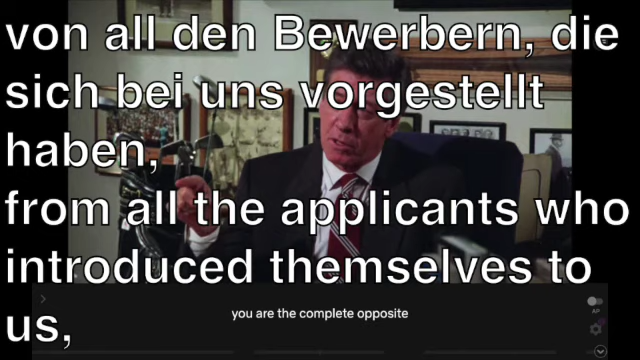 von all den Bewerbern, die
sich bei uns vorgestellt
haben,
from all the applicants who
introduced themselves to
us,
you are the complete opposite
AP